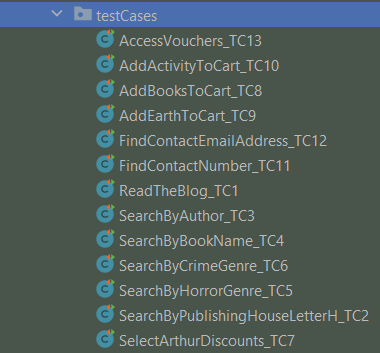 testCases
AccessVouchers_TC13
AddActivityToCart_TC10
AddBooksToCart_TC8
AddEarthToCart_TC9
FindContactEmailAddress_TC12
FindContactNumber_TC11
ReadTheBlog_TC1
SearchByAuthor_TC3
SearchByBookName_TC4
SearchByCrimeGenre_TC6
SearchByHorrorGenre_TC5
SearchByPublishingHouseLetterH_TC2
SelectArthurDiscounts_TC7